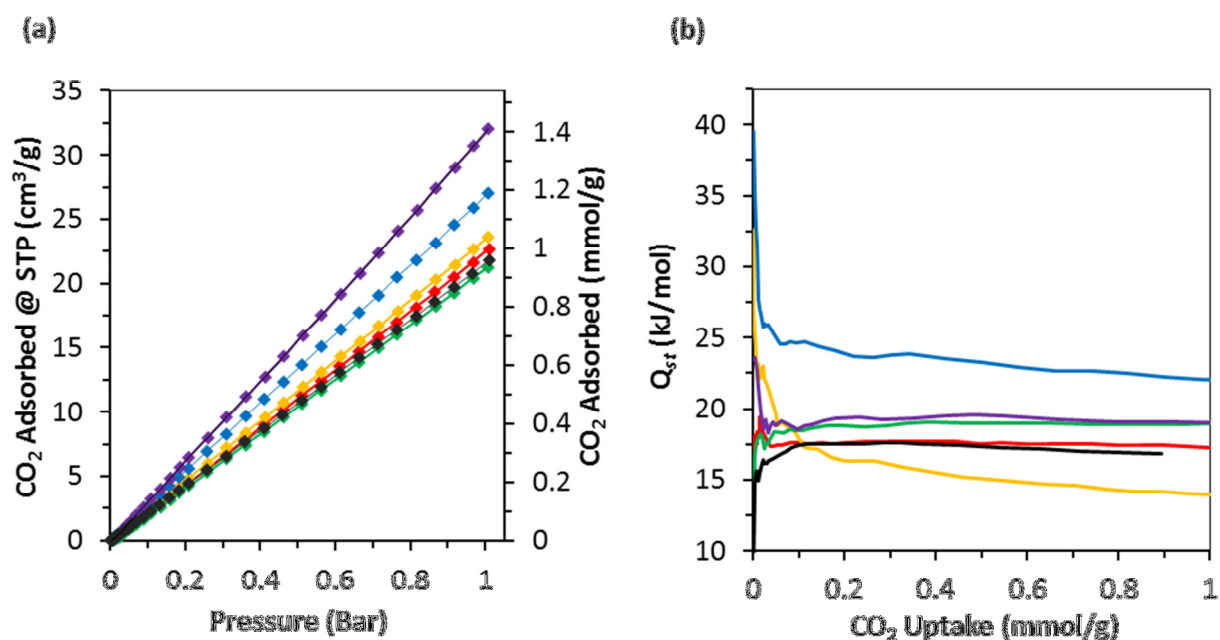 (a)
CO2 Adsorbed @ STP (cm³/g)
35
30
25
20
15
10
5
0
0 0.2 0.4 0.6 0.8 1
Pressure (Bar)
1.4
1.2
1
0.8
0.6
0.4
0.2
0
CO2 Adsorbed (mmol/g)
(b)
Qst (kJ/mol)
40
35
30
25
20
15
10
0 0.2 0.4 0.6 0.8 1
CO2 Uptake (mmol/g)